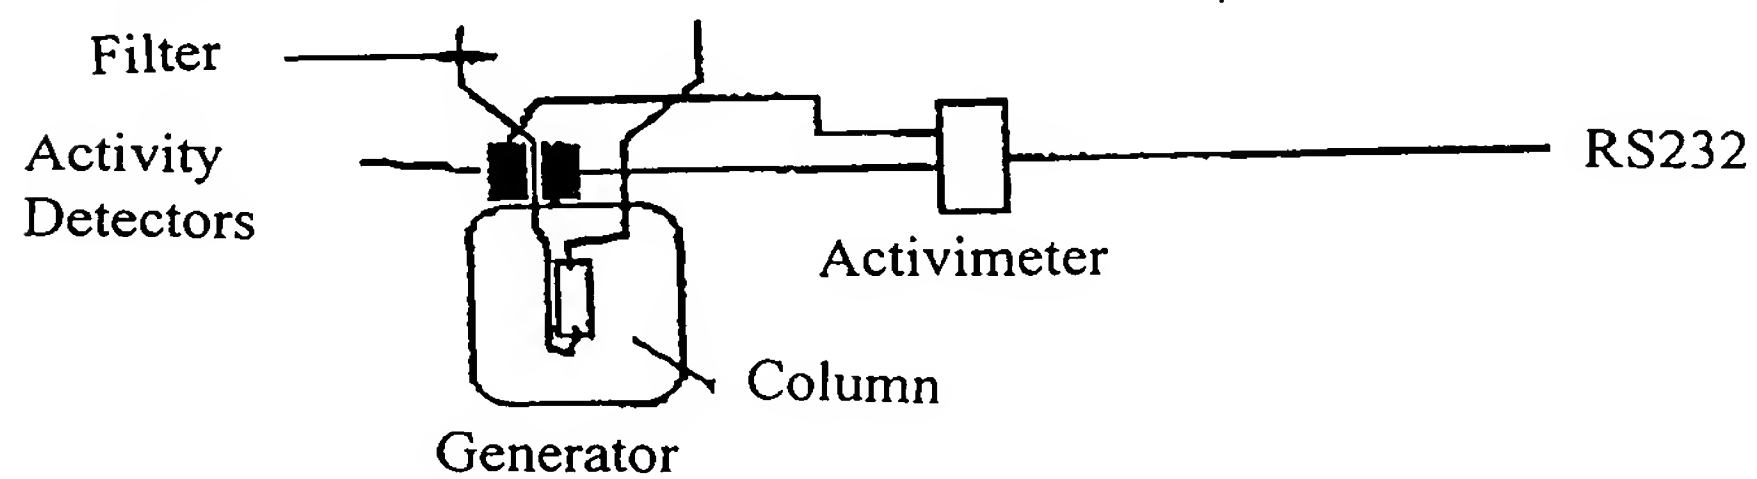 Filter
Activity
Detectors
RS232
Activimeter
Column
Generator